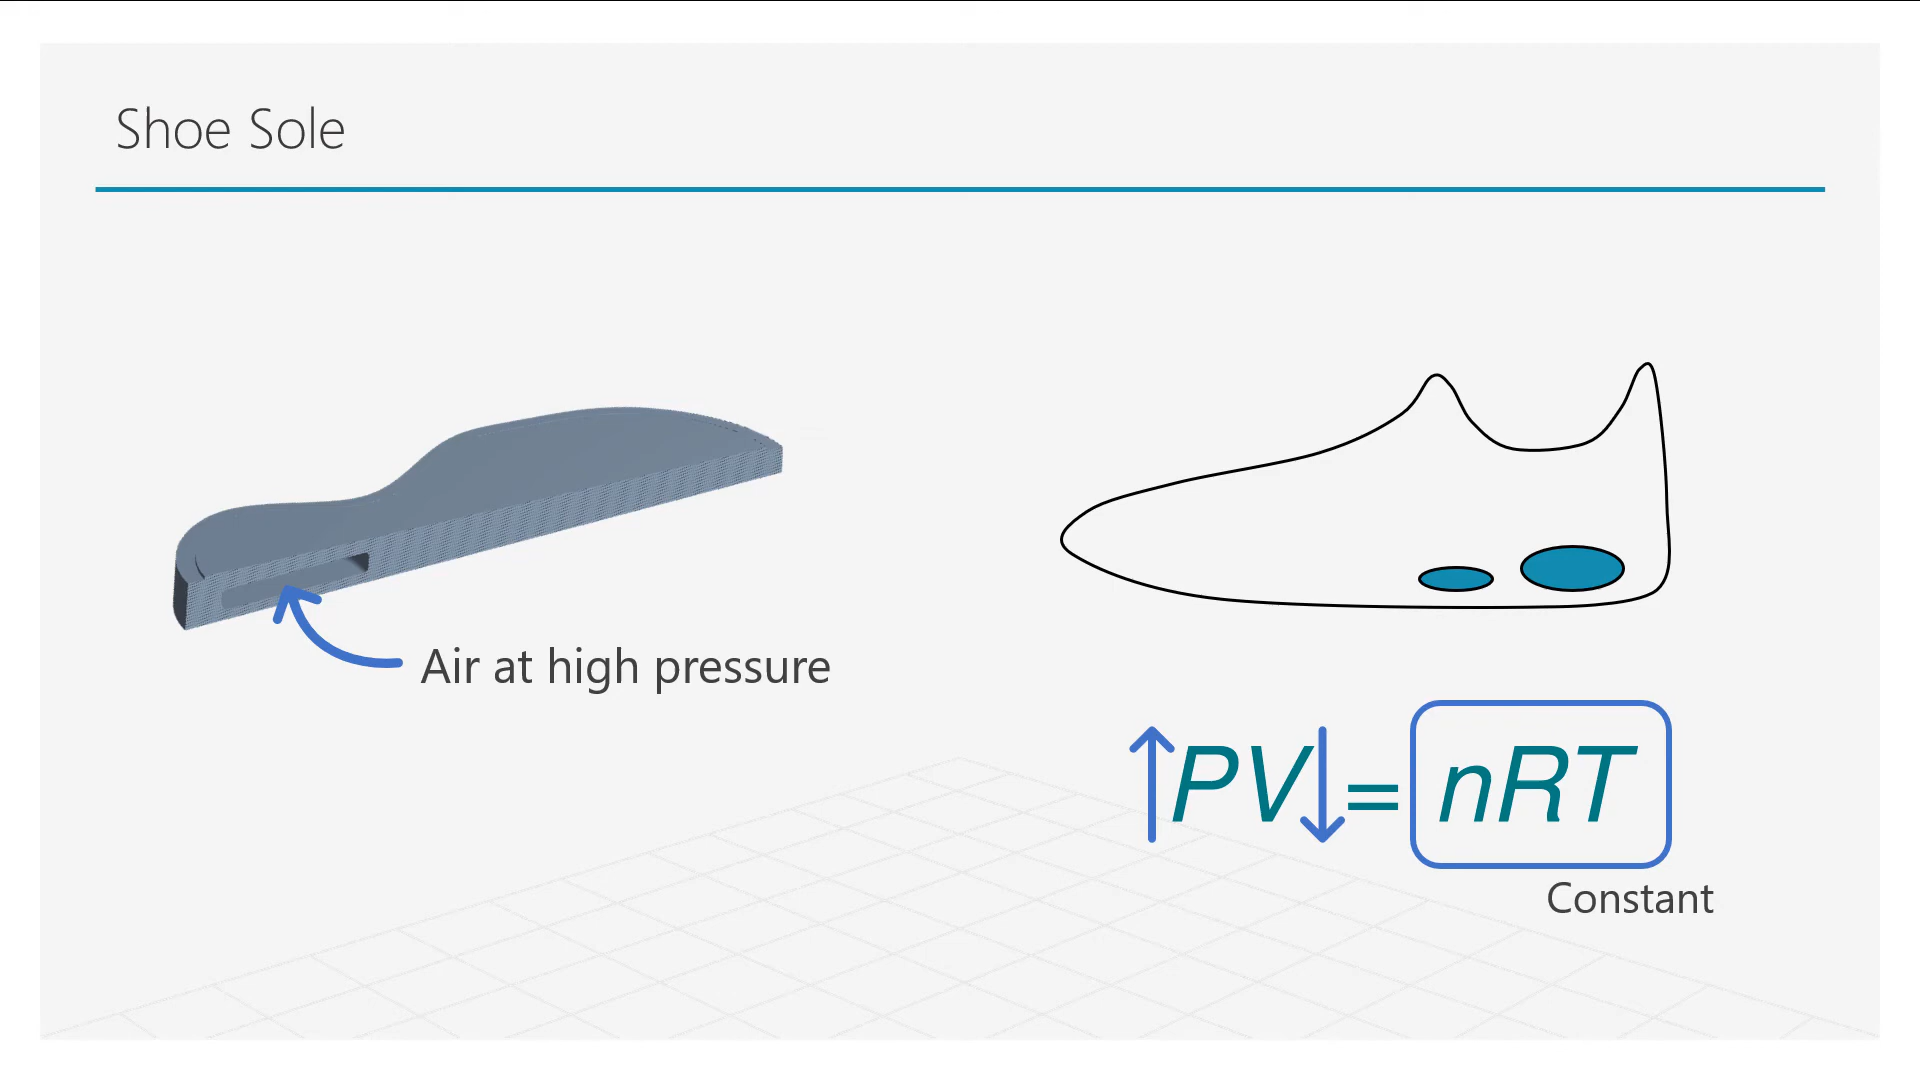 Shoe Sole
Air at high pressure
PV = nRT
Constant